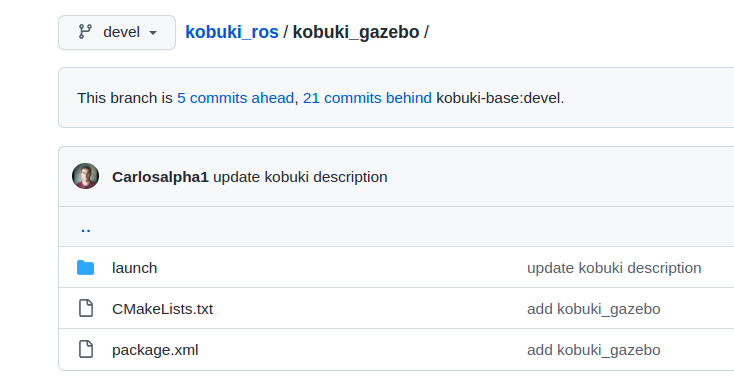 devel kobuki_ros / kobuki_gazebo /
This branch is 5 commits ahead, 21 commits behind kobuki-base:devel.
Carlosalpha1 update kobuki description
..
launch update kobuki description
CMakeLists.txt add kobuki_gazebo
package.xml add kobuki_gazebo